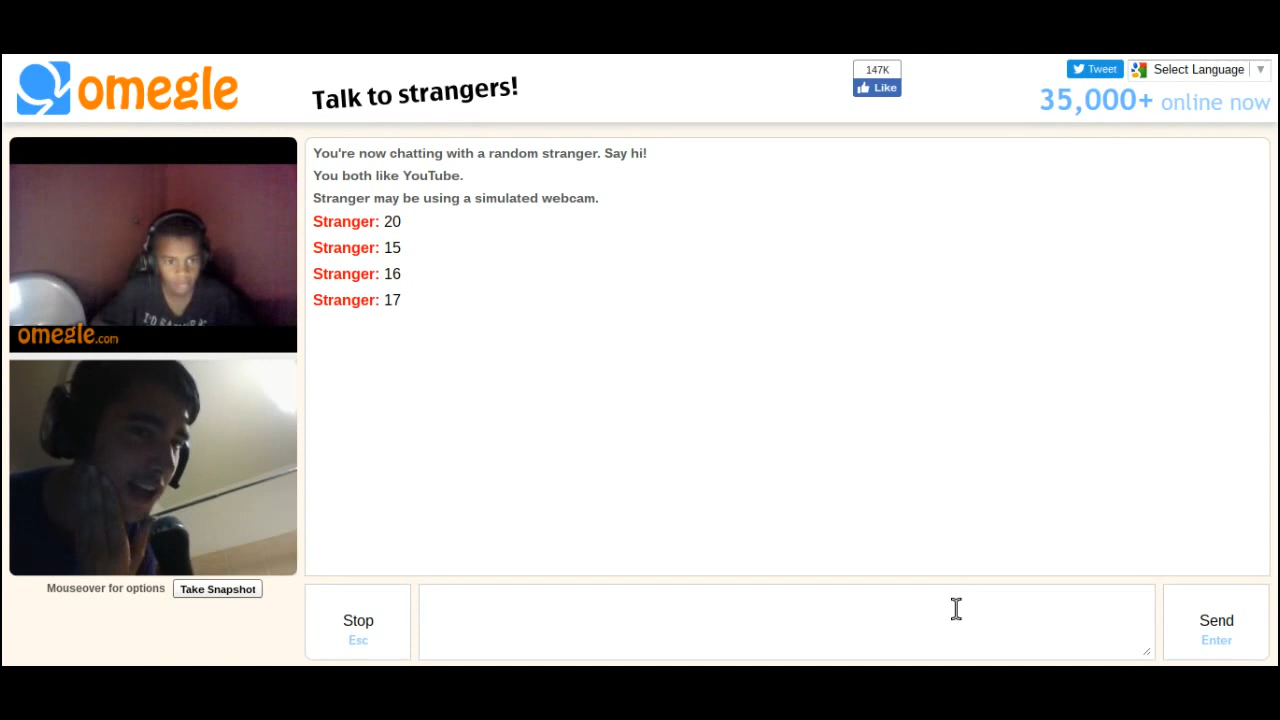 omegle
Talk to strangers!
147K
Like
Tweet
Select Language
35,000+ online now
You're now chatting with a random stranger. Say hi!
You both like YouTube.
Stranger may be using a simulated webcam.
Stranger: 20
Stranger: 15
Stranger: 16
Stranger: 17
omegle.com
Mouseover for options
Take Snapshot
Stop
Esc
Send
Enter